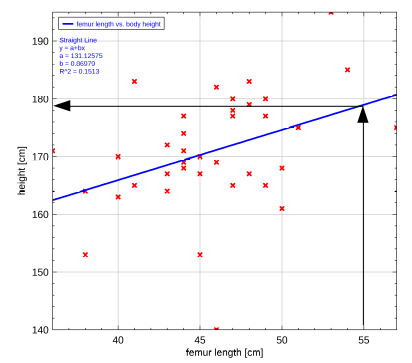 femur length vs. body height
Straight Line
y = a+bx
a = 131.12575
b = 0.86979
R^2 = 0.1513
190
180
170
160
150
140
height [cm]
40
45
50
55
femur length [cm]